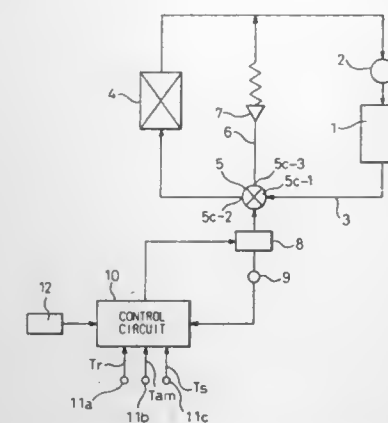 2
4
7
1
6
5c-3
5
5c-1
5c-2
3
8
10
9
12
CONTROL
CIRCUIT
Tr
Tam
Ts
11a
11b
11c